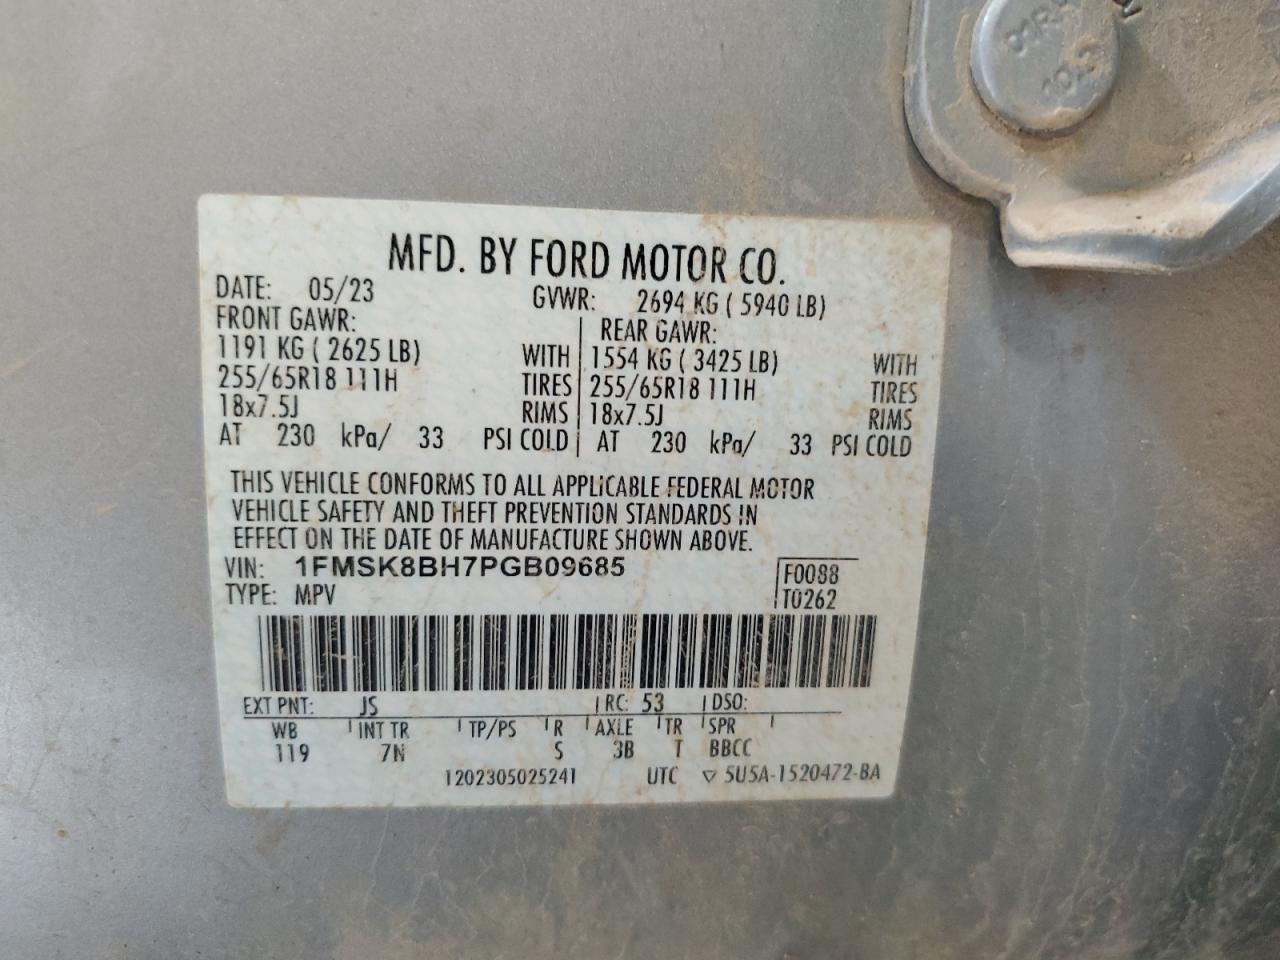 MFD. BY FORD MOTOR CO.
DATE: 05/23 GVWR: 2694 KG ( 5940 LB)
FRONT GAWR: REAR GAWR:
1191 KG ( 2625 LB) WITH 1554 KG ( 3425 LB) WITH
255/65R18 111H TIRES 255/65R18 111H TIRES
18x7.5J RIMS 18x7.5J RIMS
AT 230 kPa/ 33 PSI COLD AT 230 kPa/ 33 PSI COLD
THIS VEHICLE CONFORMS TO ALL APPLICABLE FEDERAL MOTOR
VEHICLE SAFETY AND THEFT PREVENTION STANDARDS IN
EFFECT ON THE DATE OF MANUFACTURE SHOWN ABOVE.
VIN: 1FMSK8BH7PGB09685 F0088
TYPE: MPV T0262
EXT PNT: JS RC: 53 DSO:
WB INT TR TP/PS R AXLE TR SPR
119 7N S 3B T BBCC
1202305025241 UTC ▽ 5U5A-1520472-BA
10.3